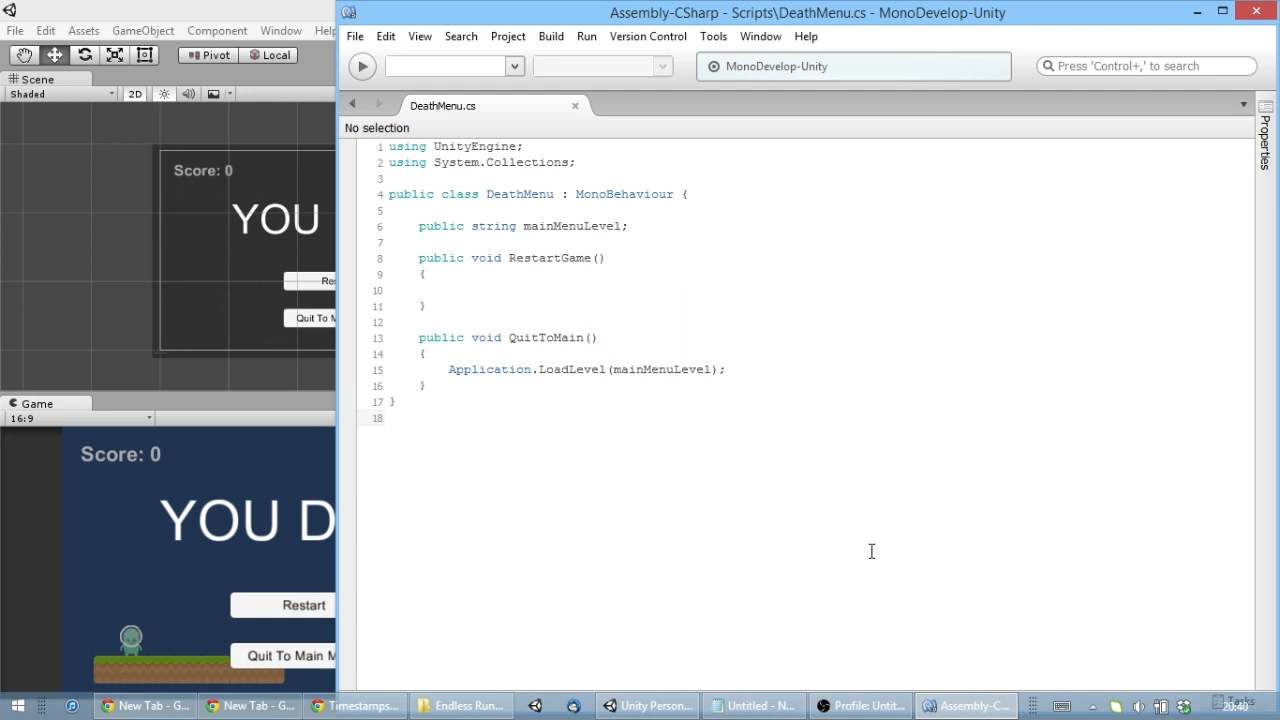 Assembly-CSharp - Scripts\DeathMenu.cs - MonoDevelop-Unity
File Edit Assets GameObject Component Window Help
File Edit View Search Project Build Run Version Control Tools Window Help
Pivot Local
MonoDevelop-Unity
Press 'Control+,' to search
Scene
Shaded 2D
DeathMenu.cs
No selection
Properties
1 using UnityEngine;
2 using System.Collections;
3
4 public class DeathMenu : MonoBehaviour {
5
6 public string mainMenuLevel;
7
8 public void RestartGame()
9 {
10
11 }
12
13 public void QuitToMain()
14 {
15 Application.LoadLevel(mainMenuLevel);
16 }
17 }
18
Score: 0
YOU
Res
Quit To M
Game
16:9
Score: 0
YOU D
Restart
Quit To Main M
Tasks
New Tab - G...
New Tab - G...
Timestamps...
Endless Run...
Unity Person...
Untitled - N...
Profile: Untit...
Assembly-C...
20:40